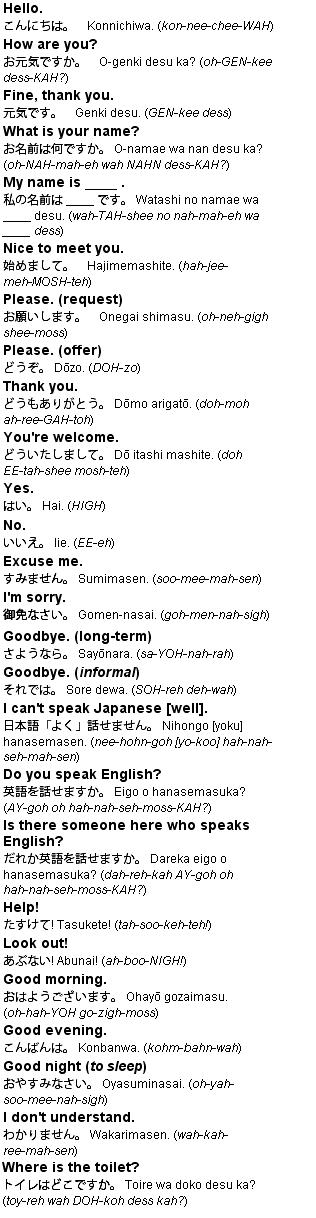 Hello.
こんにちは。 Konnichiwa. (kon-nee-chee-WAH)
How are you?
お元気ですか。 O-genki desu ka? (oh-GEN-kee
dess-KAH?)
Fine, thank you.
元気です。 Genki desu. (GEN-kee dess)
What is your name?
お名前は何ですか。 O-namae wa nan desu ka?
(oh-NAH-mah-eh wah NAHN dess-KAH?)
My name is ____ .
私の名前は ____ です。 Watashi no namae wa
____ desu. (wah-TAH-shee no nah-mah-eh wa
____ dess)
Nice to meet you.
始めまして。 Hajimemashite. (hah-jee-
meh-MOSH-teh)
Please. (request)
お願いします。 Onegai shimasu. (oh-neh-gigh
shee-moss)
Please. (offer)
どうぞ。 Dōzo. (DOH-zo)
Thank you.
どうもありがとう。 Dōmo arigatō. (doh-moh
ah-ree-GAH-toh)
You're welcome.
どういたしまして。 Dō itashi mashite. (doh
EE-tah-shee mosh-teh)
Yes.
はい。 Hai. (HIGH)
No.
いいえ。 Iie. (EE-eh)
Excuse me.
すみません。 Sumimasen. (soo-mee-mah-sen)
I'm sorry.
御免なさい。 Gomen-nasai. (goh-men-nah-sigh)
Goodbye. (long-term)
さようなら。 Sayōnara. (sa-YOH-nah-rah)
Goodbye. (informal)
それでは。 Sore dewa. (SOH-reh deh-wah)
I can't speak Japanese [well].
日本語「よく」話せません。 Nihongo [yoku]
hanasemasen. (nee-hohn-goh [yo-koo] hah-nah-
seh-mah-sen)
Do you speak English?
英語を話せますか。 Eigo o hanasemasuka?
(AY-goh oh hah-nah-seh-moss-KAH?)
Is there someone here who speaks
English?
だれか英語を話せますか。 Dareka eigo o
hanasemasuka? (dah-reh-kah AY-goh oh
hah-nah-seh-moss-KAH?)
Help!
たすけて! Tasukete! (tah-soo-keh-teh!)
Look out!
あぶない! Abunai! (ah-boo-NIGH!)
Good morning.
おはようございます。 Ohayō gozaimasu.
(oh-hah-YOH go-zigh-moss)
Good evening.
こんばんは。 Konbanwa. (kohm-bahn-wah)
Good night (to sleep)
おやすみなさい。 Oyasuminasai. (oh-yah-
soo-mee-nah-sigh)
I don't understand.
わかりません。 Wakarimasen. (wah-kah-
ree-mah-sen)
Where is the toilet?
トイレはどこですか。 Toire wa doko desu ka?
(toy-reh wah DOH-koh dess kah?)